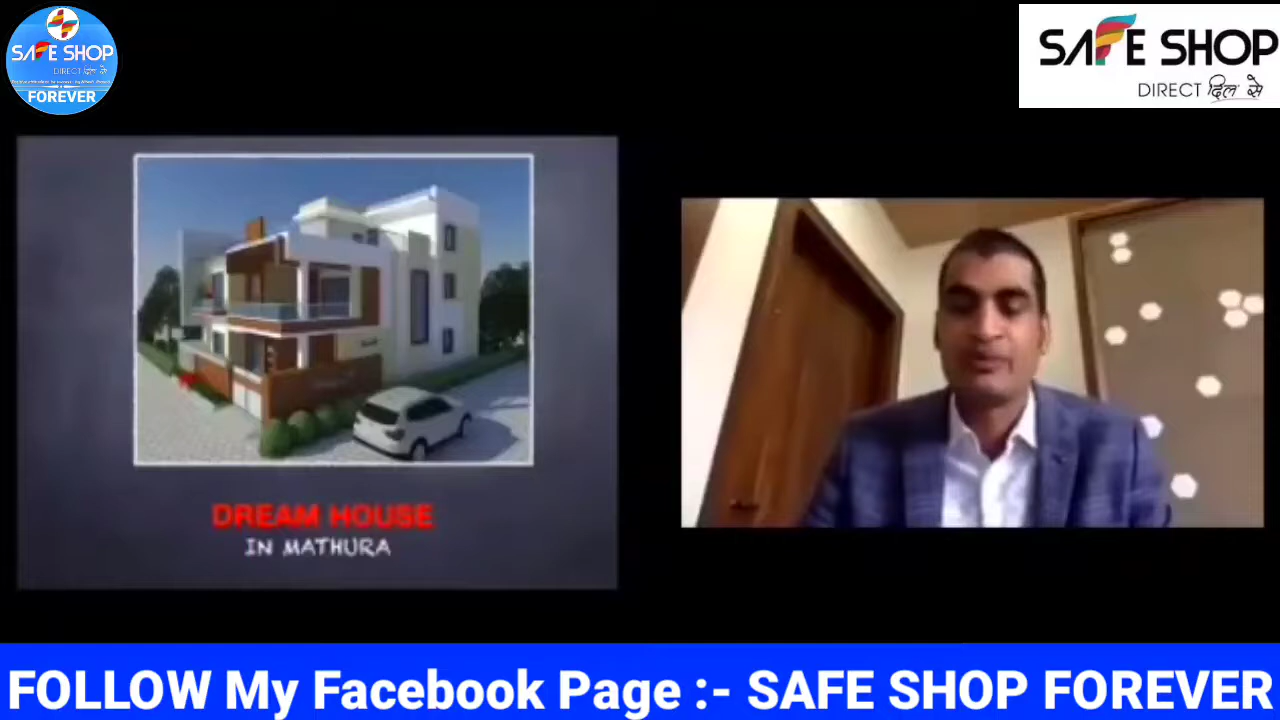 SAFE SHOP
DIRECT दिल से
FOREVER
SAFE SHOP
DIRECT दिल से
DREAM HOUSE
IN MATHURA
FOLLOW My Facebook Page :- SAFE SHOP FOREVER